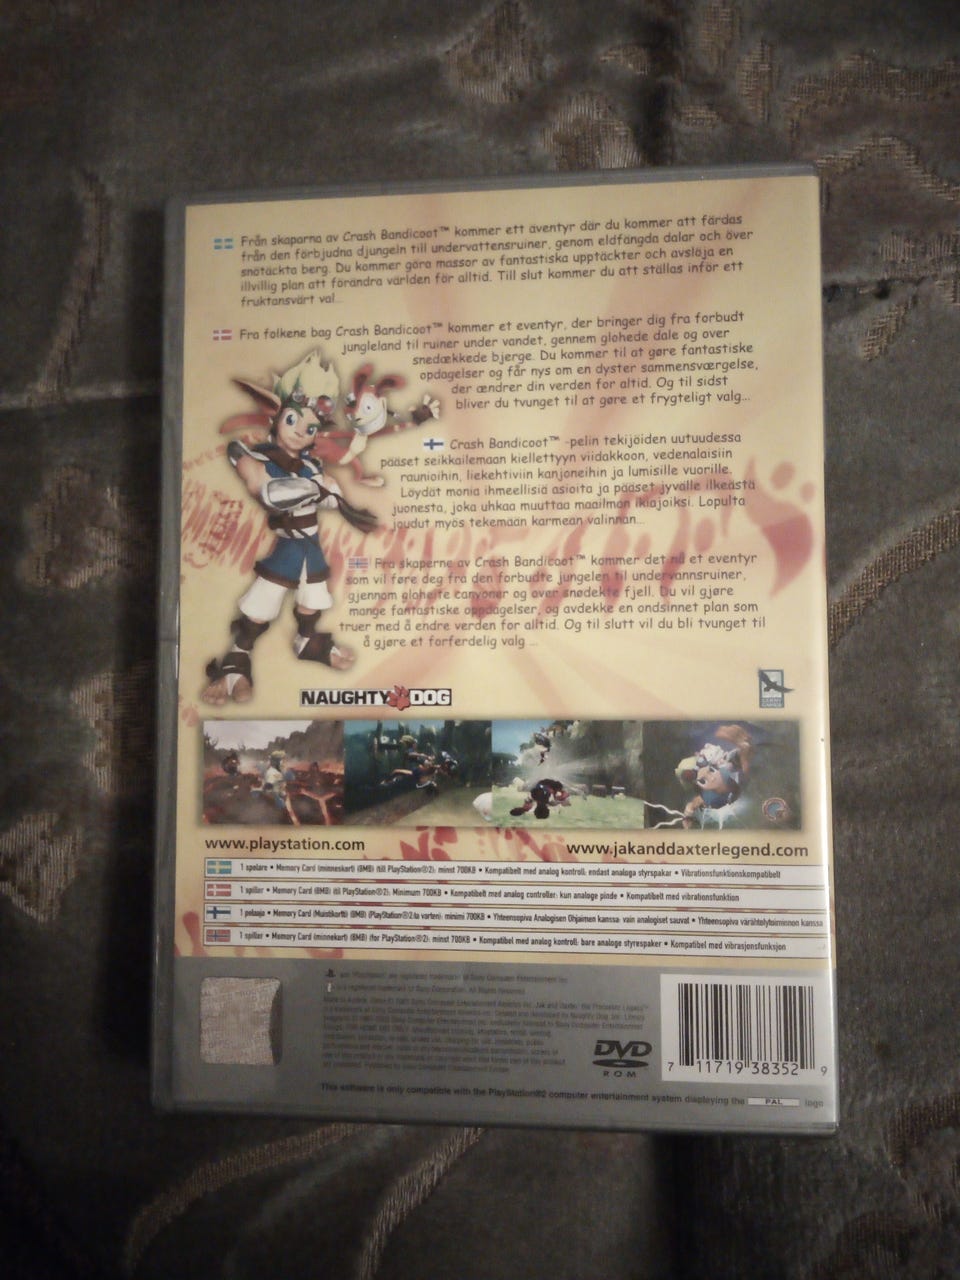 Från skaparna av Crash Bandicoot™ kommer ett äventyr där du kommer att färdas
från den förbjudna djungeln till undervattensruiner, genom eldfängda dalar och över
snötäckta berg. Du kommer göra massor av fantastiska upptäckter och avslöja en
illvillig plan att förändra världen för alltid. Till slut kommer du att ställas inför ett
fruktansvärt val...
Fra folkene bag Crash Bandicoot™ kommer et eventyr, der bringer dig fra forbudt
jungleland til ruiner under vandet, gennem glohede dale og over
snedækkede bjerge. Du kommer til at gøre fantastiske
opdagelser og får nys om en dyster sammensværgelse,
der ændrer din verden for altid. Og til sidst
bliver du tvunget til at gøre et frygteligt valg...
Crash Bandicoot™ -pelin tekijöiden uutuudessa
pääset seikkailemaan kiellettyyn viidakkoon, vedenalaisiin
raunioihin, liekehtiviin kanjoneihin ja lumisille vuorille.
Löydät monia ihmeellisiä asioita ja pääset jyvälle ilkeästä
juonesta, joka uhkaa muuttaa maailman ikiajoiksi. Lopulta
joudut myös tekemään karmean valinnan...
Fra skaperne av Crash Bandicoot™ kommer det nå et eventyr
som vil føre deg fra den forbudte jungelen til undervannsruiner,
gjennom glohete canyoner og over snødekte fjell. Du vil gjøre
mange fantastiske oppdagelser, og avdekke en ondsinnet plan som
truer med å endre verden for alltid. Og til slutt vil du bli tvunget til
å gjøre et forferdelig valg ...
NAUGHTY DOG
www.playstation.com www.jakanddaxterlegend.com
1 spelare • Memory Card (minneskort) (8MB) (till PlayStation®2): minst 700KB • Kompatibelt med analog kontroll: endast analoga styrspakar • Vibrationsfunktionskompatibelt
1 spiller • Memory Card (8MB) (til PlayStation®2): Minimum 700KB • Kompatibelt med analog controller: kun analoge pinde • Kompatibelt med vibrationsfunktion
1 pelaaja • Memory Card (Muistikortti) (8MB) (PlayStation®2:ta varten): minimi 700KB • Yhteensopiva Analogisen Ohjaimen kanssa: vain analogiset sauvat • Yhteensopiva värähtelytoiminnon kanssa
1 spiller • Memory Card (minnekort) (8MB) (for PlayStation®2): minst 700KB • Kompatibelt med analog kontroll: bare analoge styrespaker • Kompatibel med vibrasjonsfunksjon
DVD
ROM
7 11719 38352 9
This software is only compatible with the PlayStation®2 computer entertainment system displaying the PAL logo